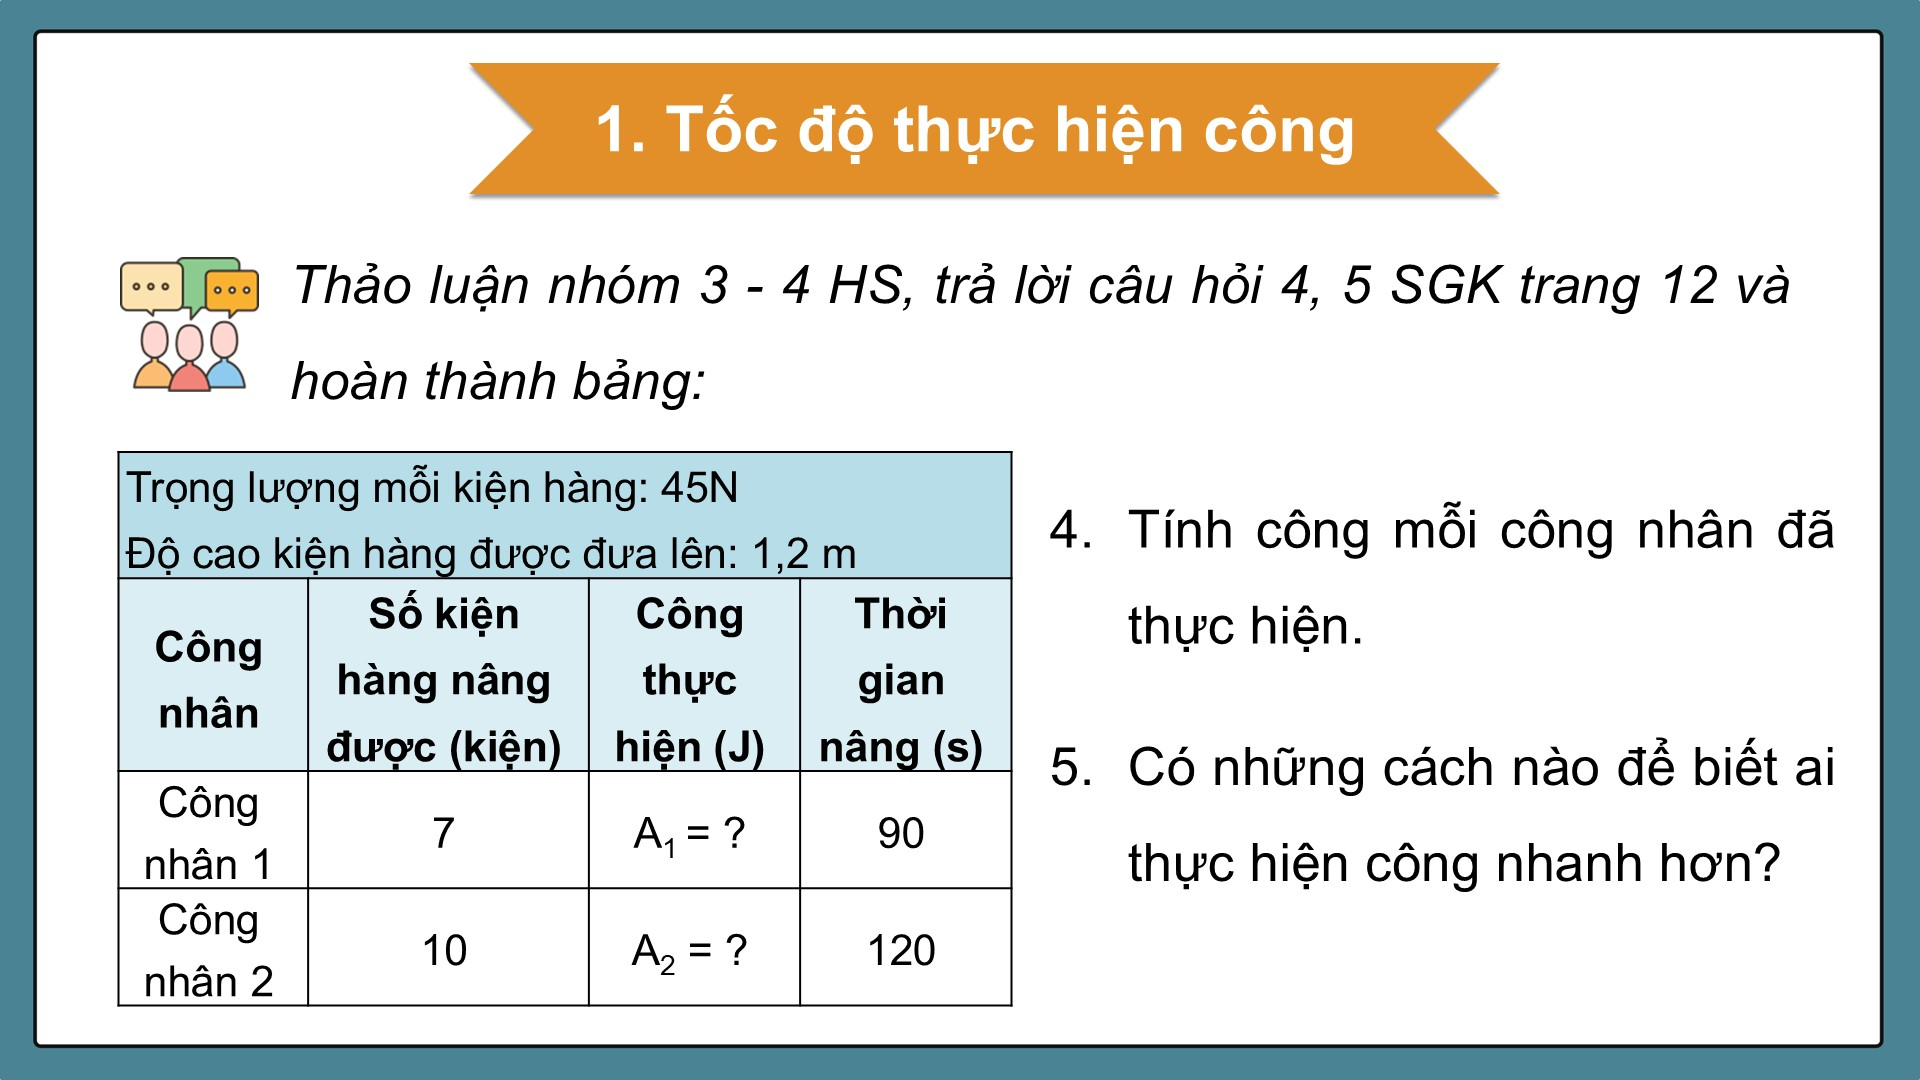 1. Tốc độ thực hiện công
Thảo luận nhóm 3 - 4 HS, trả lời câu hỏi 4, 5 SGK trang 12 và
hoàn thành bảng:
Trọng lượng mỗi kiện hàng: 45N
Độ cao kiện hàng được đưa lên: 1,2 m
Công
nhân
Số kiện
hàng nâng
được (kiện)
Công
thực
hiện (J)
Thời
gian
nâng (s)
Công
nhân 1
7
A₁ = ?
90
Công
nhân 2
10
A₂ = ?
120
4. Tính công mỗi công nhân đã
thực hiện.
5. Có những cách nào để biết ai
thực hiện công nhanh hơn?